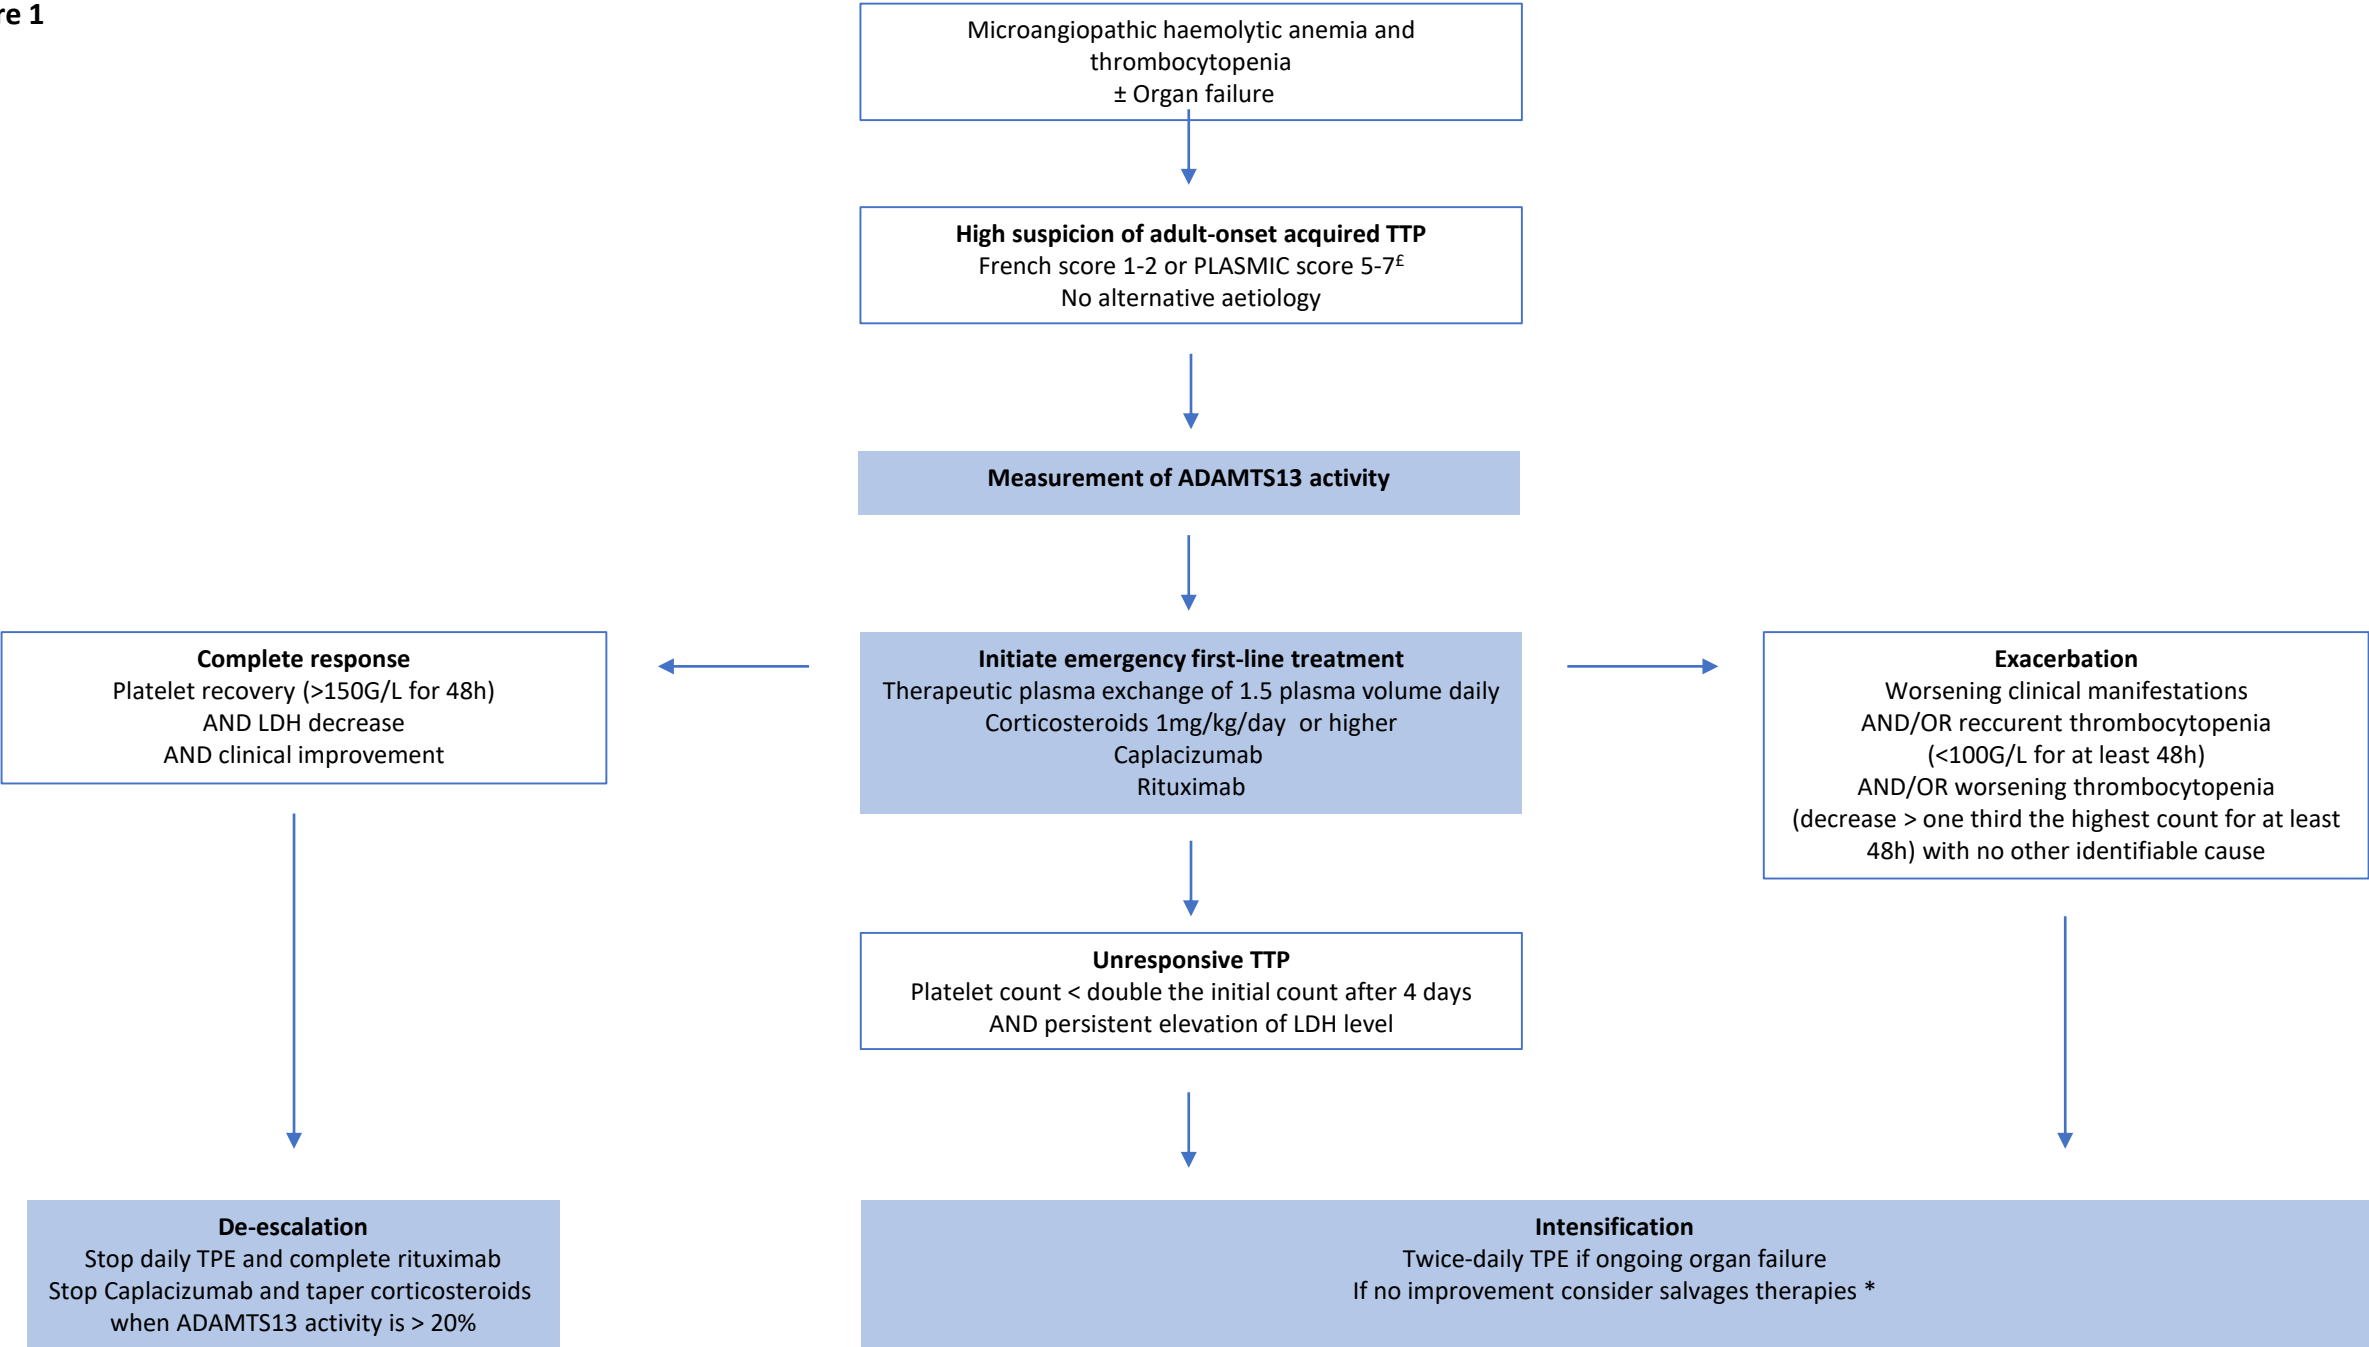 re 1
Microangiopathic haemolytic anemia and
thrombocytopenia
± Organ failure
High suspicion of adult-onset acquired TTP
French score 1-2 or PLASMIC score 5-7£
No alternative aetiology
Measurement of ADAMTS13 activity
Complete response
Platelet recovery (>150G/L for 48h)
AND LDH decrease
AND clinical improvement
Initiate emergency first-line treatment
Therapeutic plasma exchange of 1.5 plasma volume daily
Corticosteroids 1mg/kg/day or higher
Caplacizumab
Rituximab
Exacerbation
Worsening clinical manifestations
AND/OR reccurent thrombocytopenia
(<100G/L for at least 48h)
AND/OR worsening thrombocytopenia
(decrease > one third the highest count for at least
48h) with no other identifiable cause
Unresponsive TTP
Platelet count < double the initial count after 4 days
AND persistent elevation of LDH level
De-escalation
Stop daily TPE and complete rituximab
Stop Caplacizumab and taper corticosteroids
when ADAMTS13 activity is > 20%
Intensification
Twice-daily TPE if ongoing organ failure
If no improvement consider salvages therapies *